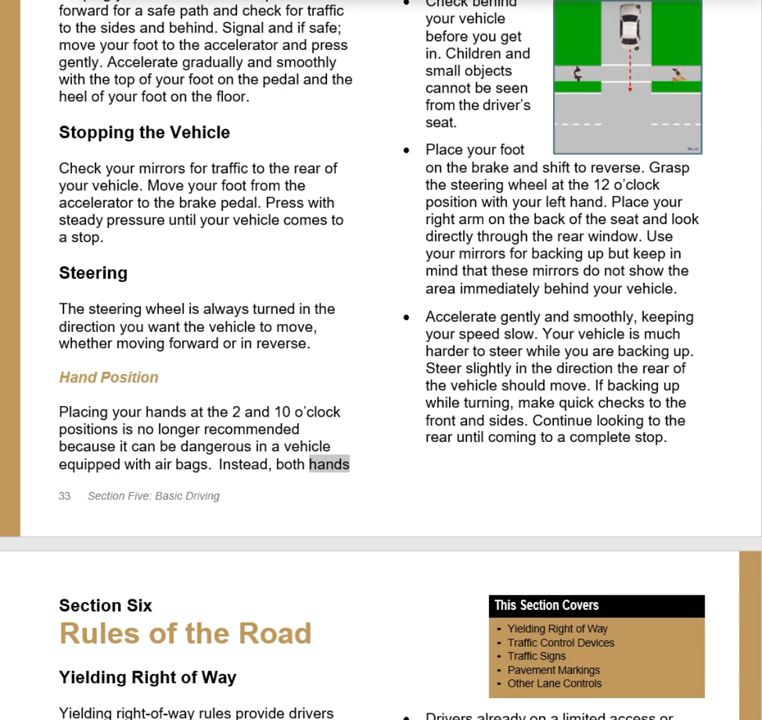 forward for a safe path and check for traffic
to the sides and behind. Signal and if safe;
move your foot to the accelerator and press
gently. Accelerate gradually and smoothly
with the top of your foot on the pedal and the
heel of your foot on the floor.
Stopping the Vehicle
Check your mirrors for traffic to the rear of
your vehicle. Move your foot from the
accelerator to the brake pedal. Press with
steady pressure until your vehicle comes to
a stop.
Steering
The steering wheel is always turned in the
direction you want the vehicle to move,
whether moving forward or in reverse.
Hand Position
Placing your hands at the 2 and 10 o’clock
positions is no longer recommended
because it can be dangerous in a vehicle
equipped with air bags. Instead, both hands
• Check behind
your vehicle
before you get
in. Children and
small objects
cannot be seen
from the driver’s
seat.
• Place your foot
on the brake and shift to reverse. Grasp
the steering wheel at the 12 o’clock
position with your left hand. Place your
right arm on the back of the seat and look
directly through the rear window. Use
your mirrors for backing up but keep in
mind that these mirrors do not show the
area immediately behind your vehicle.
• Accelerate gently and smoothly, keeping
your speed slow. Your vehicle is much
harder to steer while you are backing up.
Steer slightly in the direction the rear of
the vehicle should move. If backing up
while turning, make quick checks to the
front and sides. Continue looking to the
rear until coming to a complete stop.
33 Section Five: Basic Driving
Section Six
Rules of the Road
This Section Covers
• Yielding Right of Way
• Traffic Control Devices
• Traffic Signs
• Pavement Markings
• Other Lane Controls
Yielding Right of Way
Yielding right-of-way rules provide drivers
• Drivers already on a limited access or